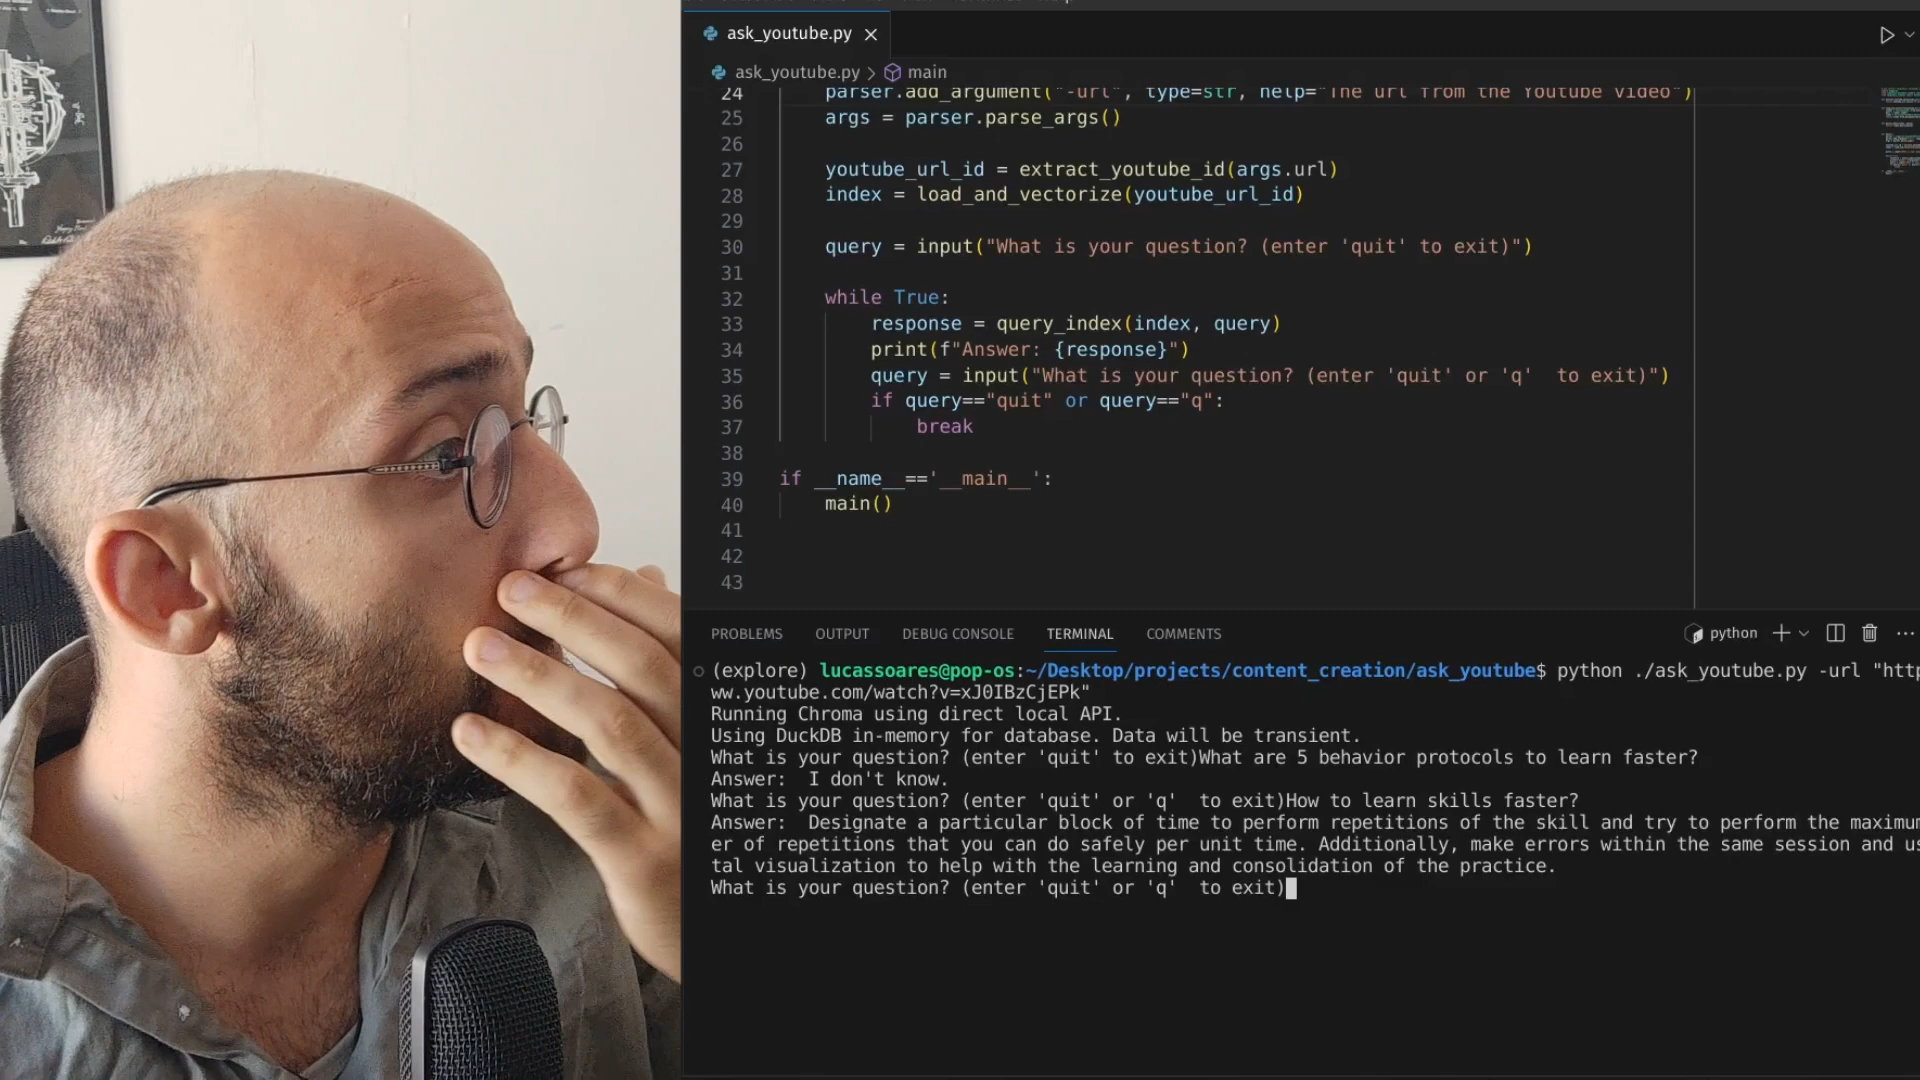 ask_youtube.py
ask_youtube.py > main
24 parser.add_argument("-url", type=str, help="The url from the Youtube video")
25 args = parser.parse_args()
26
27 youtube_url_id = extract_youtube_id(args.url)
28 index = load_and_vectorize(youtube_url_id)
29
30 query = input("What is your question? (enter 'quit' to exit)")
31
32 while True:
33 response = query_index(index, query)
34 print(f"Answer: {response}")
35 query = input("What is your question? (enter 'quit' or 'q'  to exit)")
36 if query=="quit" or query=="q":
37 break
38
39 if __name__=='__main__':
40 main()
41
42
43
PROBLEMS OUTPUT DEBUG CONSOLE TERMINAL COMMENTS python
(explore) lucassoares@pop-os:~/Desktop/projects/content_creation/ask_youtube$ python ./ask_youtube.py -url "http
ww.youtube.com/watch?v=xJ0IBzCjEPk"
Running Chroma using direct local API.
Using DuckDB in-memory for database. Data will be transient.
What is your question? (enter 'quit' to exit)What are 5 behavior protocols to learn faster?
Answer:  I don't know.
What is your question? (enter 'quit' or 'q'  to exit)How to learn skills faster?
Answer:  Designate a particular block of time to perform repetitions of the skill and try to perform the maximum
er of repetitions that you can do safely per unit time. Additionally, make errors within the same session and us
tal visualization to help with the learning and consolidation of the practice.
What is your question? (enter 'quit' or 'q'  to exit)